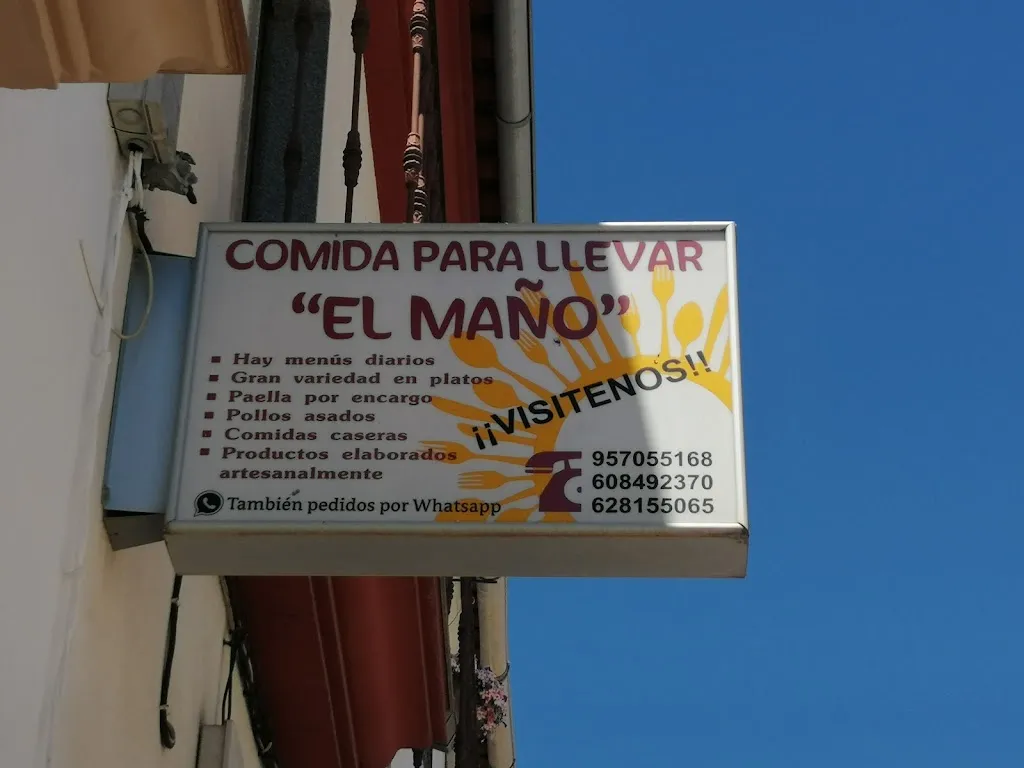 COMIDA PARA LLEVAR
“EL MAÑO”
▪ Hay menús diarios
▪ Gran variedad en platos
▪ Paella por encargo
▪ Pollos asados
▪ Comidas caseras
▪ Productos elaborados
artesanalmente
También pedidos por Whatsapp
¡¡VISITENOS!!
957055168
608492370
628155065